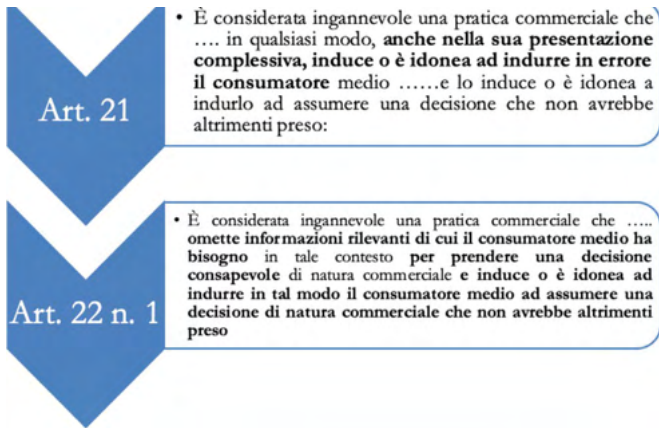 • È considerata ingannevole una pratica commerciale che
…. in qualsiasi modo, anche nella sua presentazione
complessiva, induce o è idonea ad indurre in errore
il consumatore medio ……e lo induce o è idonea a
indurlo ad assumere una decisione che non avrebbe
altrimenti preso:
Art. 21
• È considerata ingannevole una pratica commerciale che …..
omette informazioni rilevanti di cui il consumatore medio ha
bisogno in tale contesto per prendere una decisione
consapevole di natura commerciale e induce o è idonea ad
indurre in tal modo il consumatore medio ad assumere una
decisione di natura commerciale che non avrebbe altrimenti
preso
Art. 22 n. 1